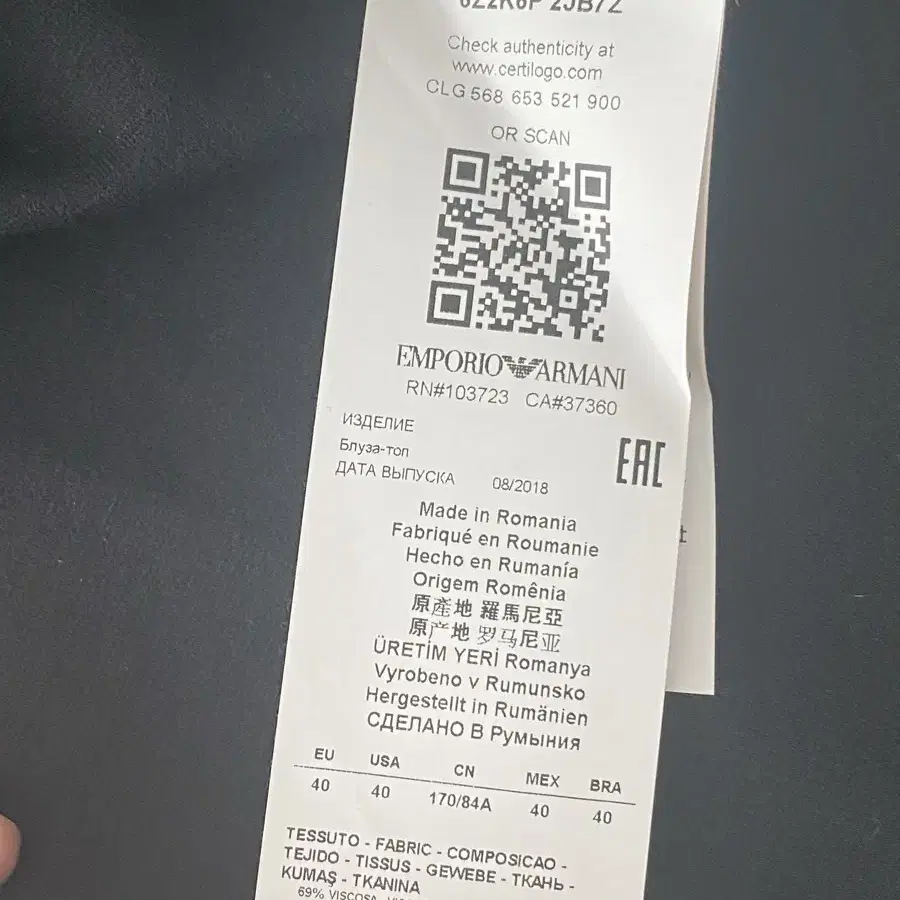 6Z2K6P 2JB7Z
Check authenticity at
www.certilogo.com
CLG 568 653 521 900
OR SCAN
EMPORIO ARMANI
RN#103723 CA#37360
ИЗДЕЛИЕ
EAC
Блуза-топ
ДАТА ВЫПУСКА 08/2018
Made in Romania
Fabriqué en Roumanie
Hecho en Rumanía
Origem Romênia
原產地 羅馬尼亞
原产地 罗马尼亚
ÜRETİM YERİ Romanya
Vyrobeno v Rumunsko
Hergestellt in Rumänien
СДЕЛАНО В Румыния
EU USA CN MEX BRA
40 40 170/84A 40 40
TESSUTO - FABRIC - COMPOSICAO -
TEJIDO - TISSUS - GEWEBE - ТКАНЬ -
KUMAŞ - TKANINA
69% VISCOSA